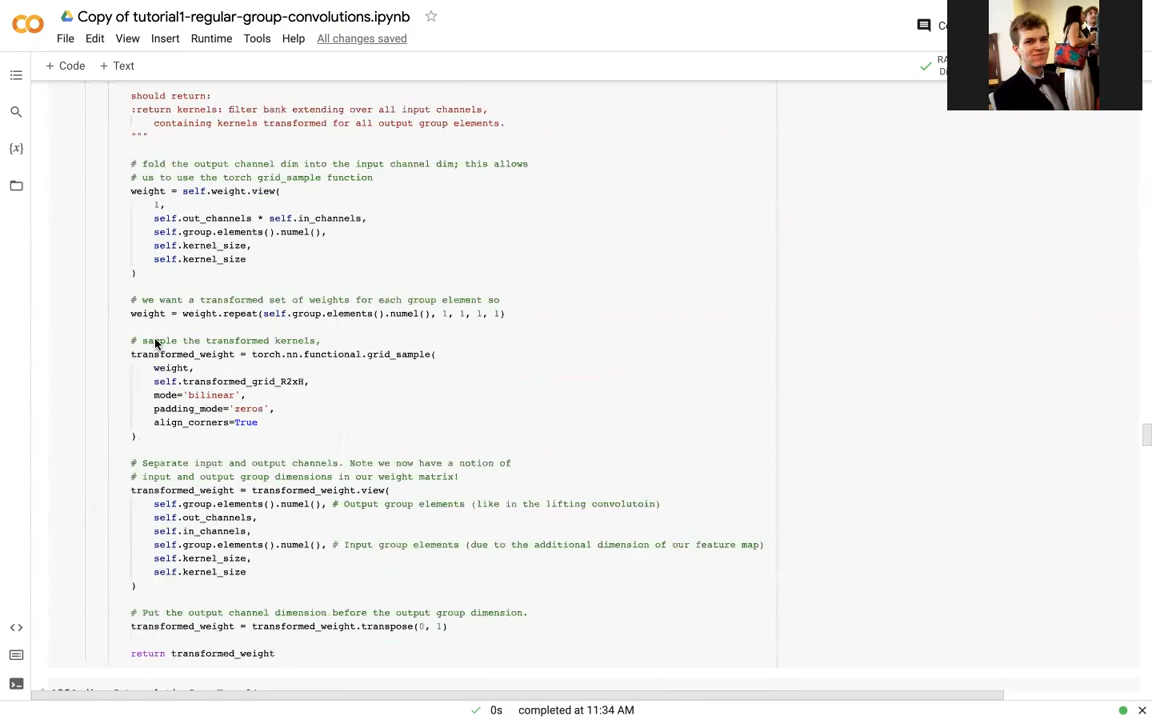 Copy of tutorial1-regular-group-convolutions.ipynb
File Edit View Insert Runtime Tools Help All changes saved
+ Code + Text
should return:
:return kernels: filter bank extending over all input channels,
containing kernels transformed for all output group elements.
"""
# fold the output channel dim into the input channel dim; this allows
# us to use the torch grid_sample function
weight = self.weight.view(
1,
self.out_channels * self.in_channels,
self.group.elements().numel(),
self.kernel_size,
self.kernel_size
)
# we want a transformed set of weights for each group element so
weight = weight.repeat(self.group.elements().numel(), 1, 1, 1, 1)
# sample the transformed kernels,
transformed_weight = torch.nn.functional.grid_sample(
weight,
self.transformed_grid_R2xH,
mode='bilinear',
padding_mode='zeros',
align_corners=True
)
# Separate input and output channels. Note we now have a notion of
# input and output group dimensions in our weight matrix!
transformed_weight = transformed_weight.view(
self.group.elements().numel(), # Output group elements (like in the lifting convolutoin)
self.out_channels,
self.in_channels,
self.group.elements().numel(), # Input group elements (due to the additional dimension of our feature map)
self.kernel_size,
self.kernel_size
)
# Put the output channel dimension before the output group dimension.
transformed_weight = transformed_weight.transpose(0, 1)
return transformed_weight
0s completed at 11:34 AM